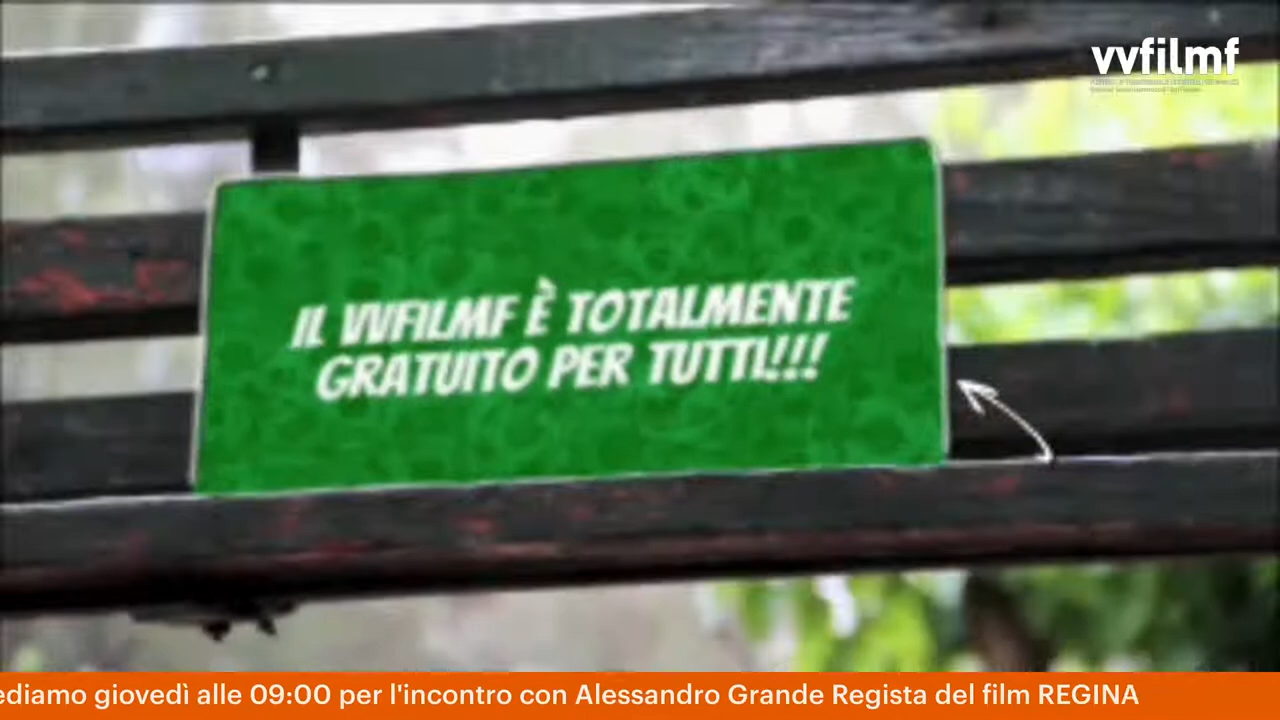 vvfilmf
IL VVFILMF È TOTALMENTE
GRATUITO PER TUTTI!!!
ediamo giovedì alle 09:00 per l'incontro con Alessandro Grande Regista del film REGINA